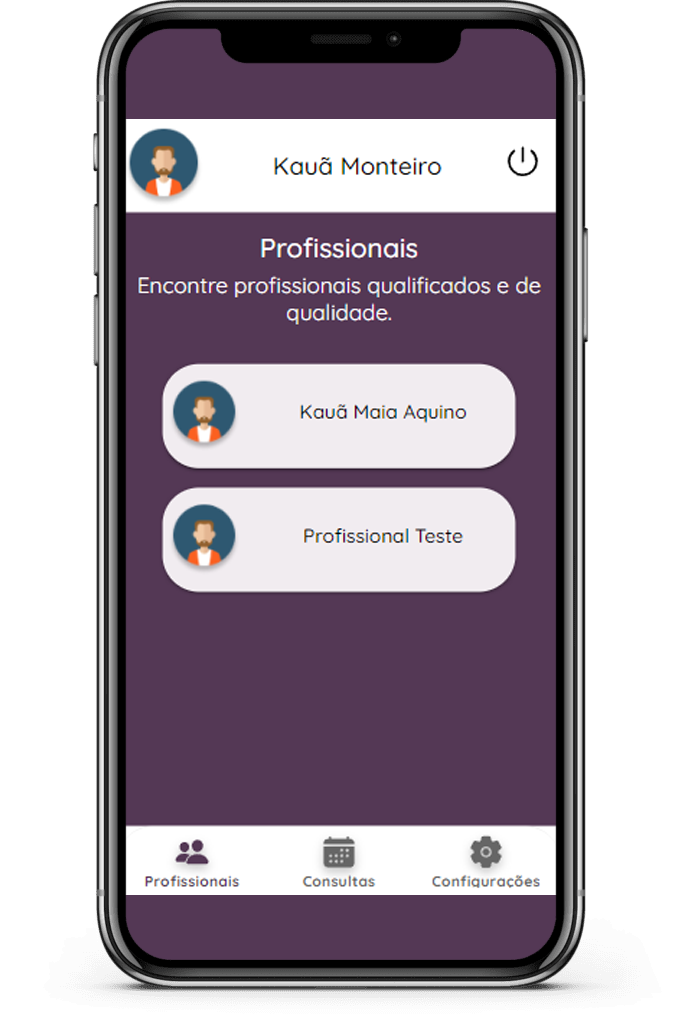 Kauã Monteiro
Profissionais
Encontre profissionais qualificados e de
qualidade.
Kauã Maia Aquino
Profissional Teste
Profissionais
Consultas
Configurações